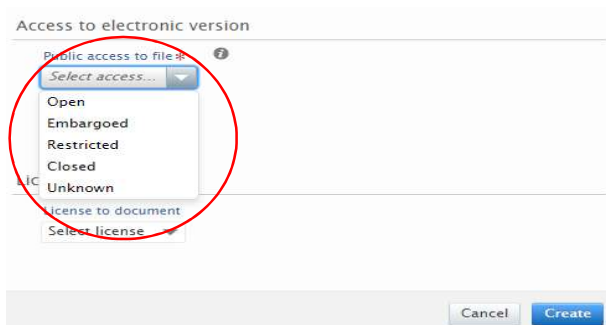 Access to electronic version
Public access to file*
Select access...
Open
Embargoed
Restricted
Closed
Unknown
Lic
License to document
Select license
Cancel Create